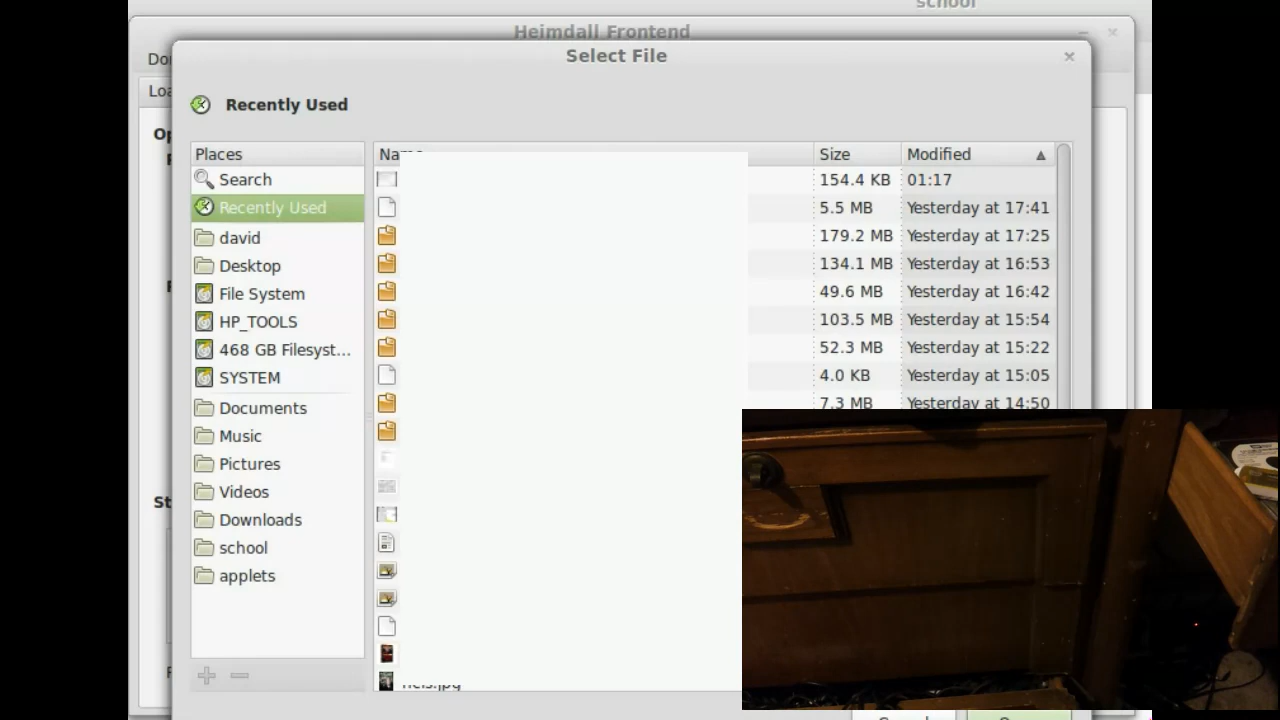 school
Heimdall Frontend
Select File
Recently Used
Places
Name Size Modified
Search 154.4 KB 01:17
Recently Used 5.5 MB Yesterday at 17:41
david 179.2 MB Yesterday at 17:25
Desktop 134.1 MB Yesterday at 16:53
File System 49.6 MB Yesterday at 16:42
HP_TOOLS 103.5 MB Yesterday at 15:54
468 GB Filesyst... 52.3 MB Yesterday at 15:22
SYSTEM 4.0 KB Yesterday at 15:05
Documents 7.3 MB Yesterday at 14:50
Music
Pictures
Videos
Downloads
school
applets